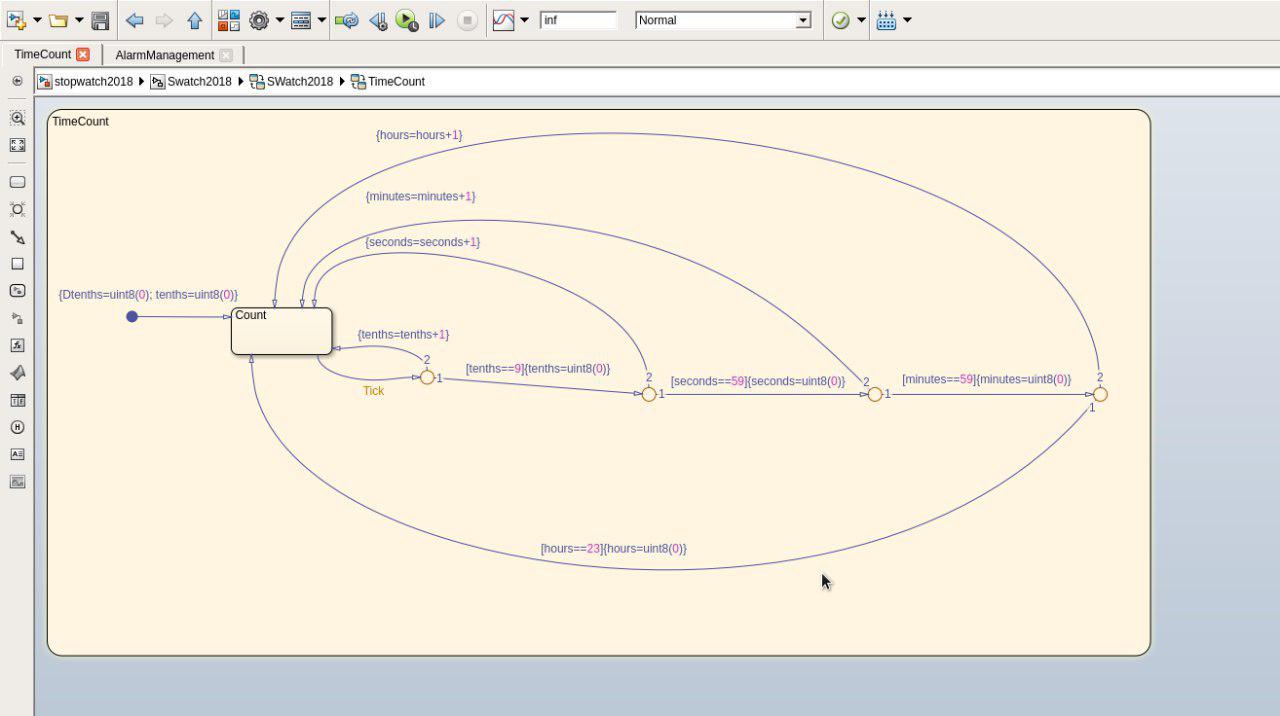 inf
Normal
TimeCount
AlarmManagement
stopwatch2018
Swatch2018
SWatch2018
TimeCount
TimeCount
{hours=hours+1}
{minutes=minutes+1}
{seconds=seconds+1}
{Dtenths=uint8(0); tenths=uint8(0)}
Count
{tenths=tenths+1}
2
1
Tick
[tenths==9]{tenths=uint8(0)}
2
1
[seconds==59]{seconds=uint8(0)}
2
1
[minutes==59]{minutes=uint8(0)}
2
1
[hours==23]{hours=uint8(0)}